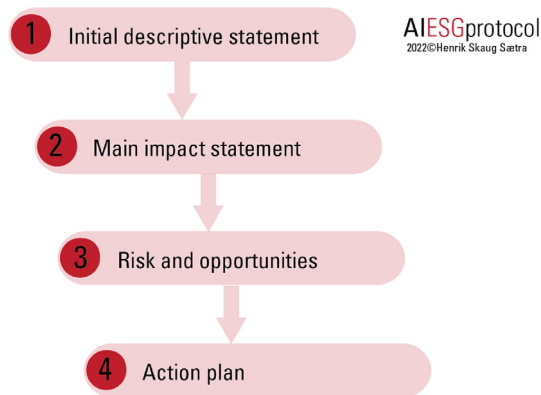 1 Initial descriptive statement
AIESGprotocol
2022©Henrik Skaug Sætra
2 Main impact statement
3 Risk and opportunities
4 Action plan